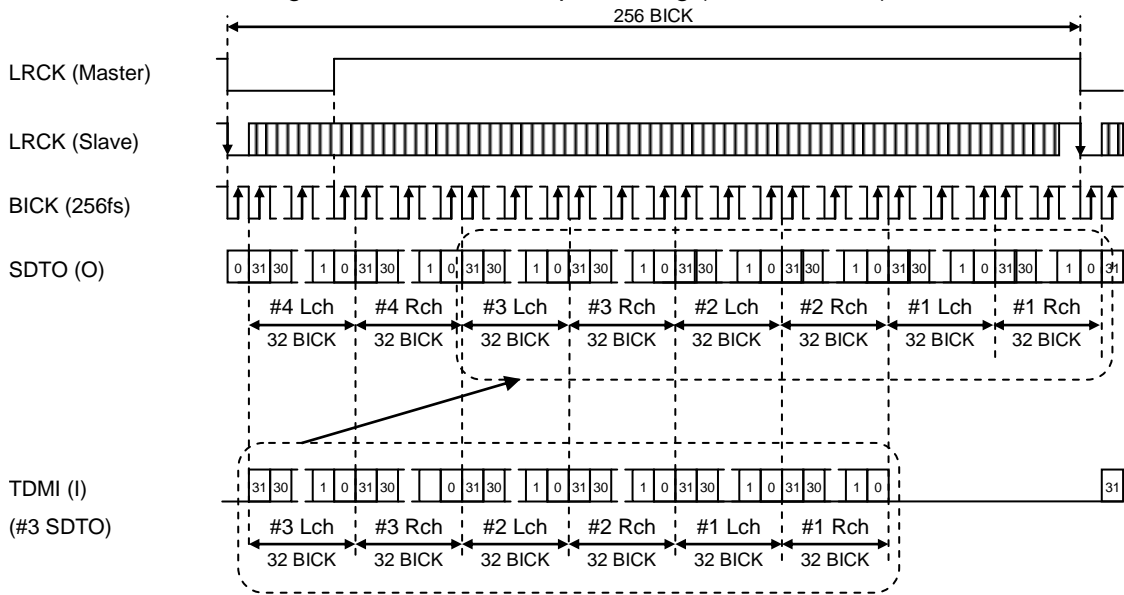 256 BICK
LRCK (Master)
LRCK (Slave)
BICK (256fs)
SDTO (O) 0 31 30 1 0 31 30 1 0 31 30 1 0 31 30 1 0 31 30 1 0 31 30 1 0 31 30 1 0 31 30 1 0 31
#4 Lch #4 Rch #3 Lch #3 Rch #2 Lch #2 Rch #1 Lch #1 Rch
32 BICK 32 BICK 32 BICK 32 BICK 32 BICK 32 BICK 32 BICK 32 BICK
TDMI (I) 31 30 1 0 31 30 0 31 30 1 0 31 30 1 0 31 30 1 0 31 30 1 0 31
(#3 SDTO) #3 Lch #3 Rch #2 Lch #2 Rch #1 Lch #1 Rch
32 BICK 32 BICK 32 BICK 32 BICK 32 BICK 32 BICK